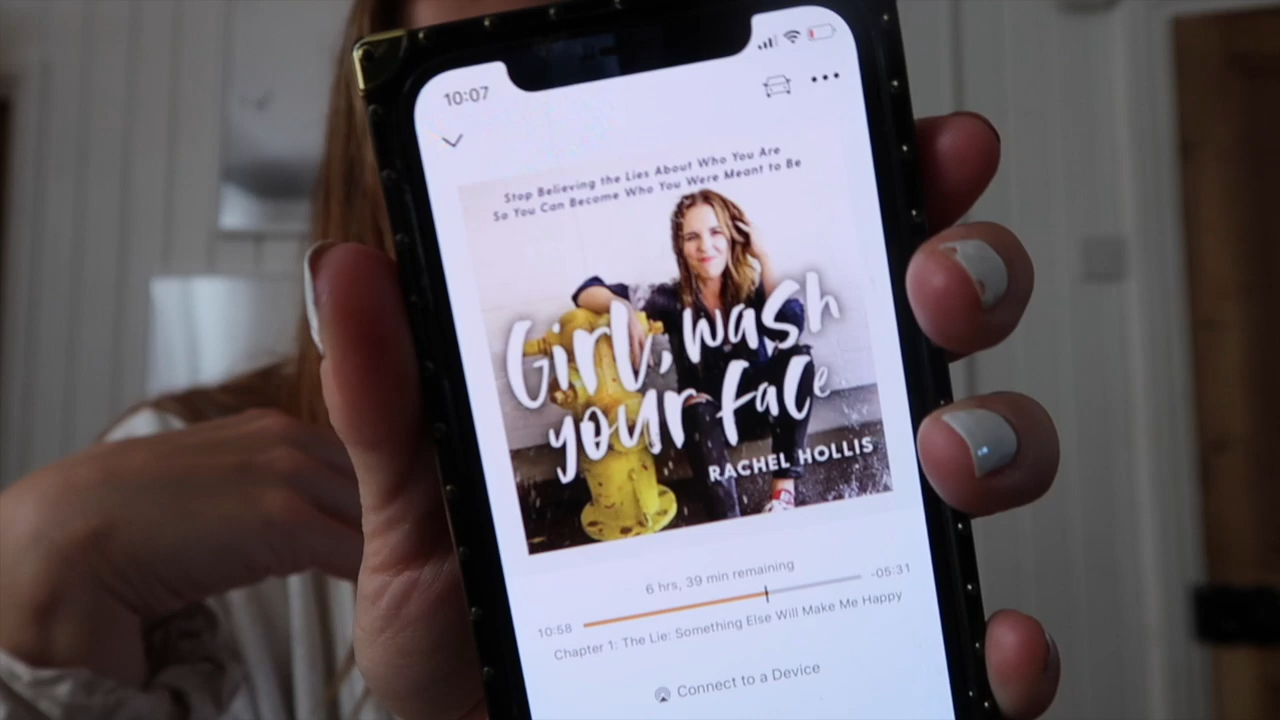 10:07
Stop Believing the Lies About Who You Are
So You Can Become Who You Were Meant to Be
Girl, wash
your face
RACHEL HOLLIS
6 hrs, 39 min remaining
10:58 -05:31
Chapter 1: The Lie: Something Else Will Make Me Happy
Connect to a Device